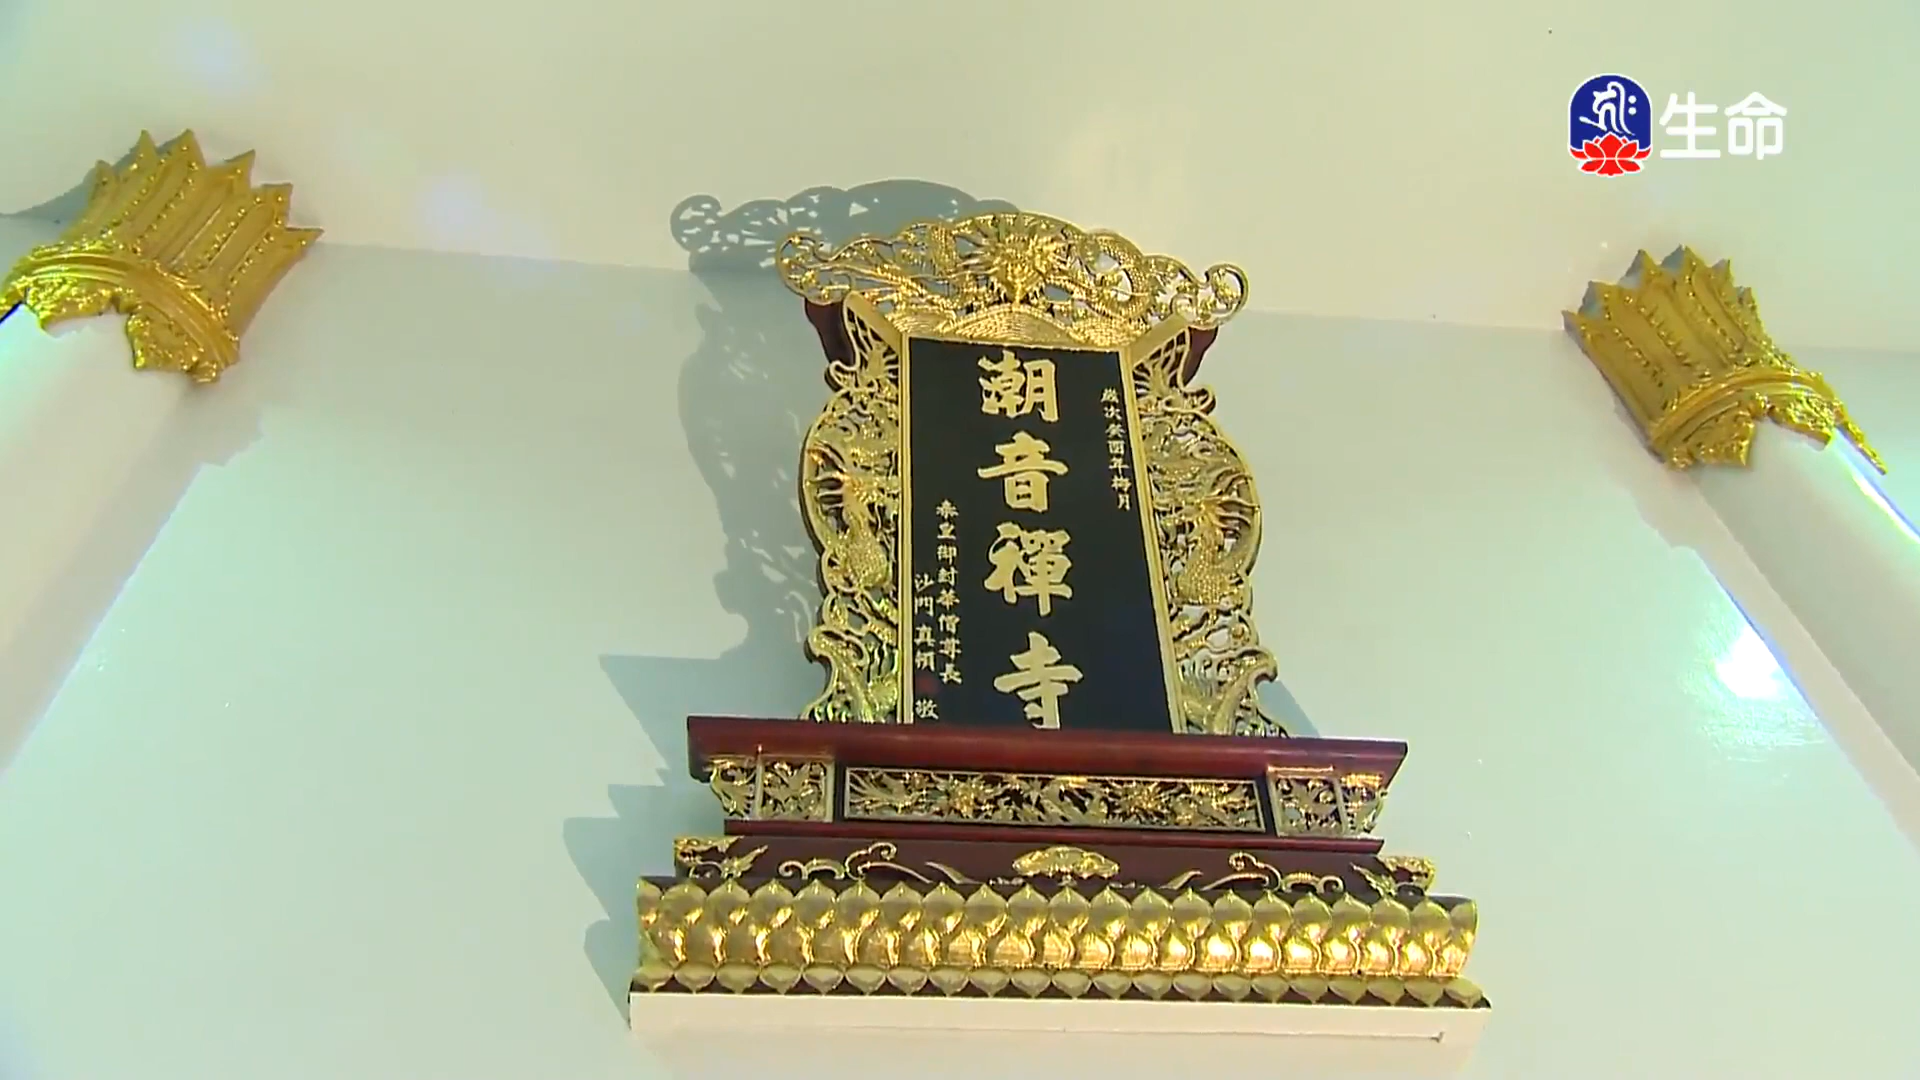 生命
歲次癸酉年梅月
潮音禪寺
泰皇御封華僧尊長
沙門真頓 敬